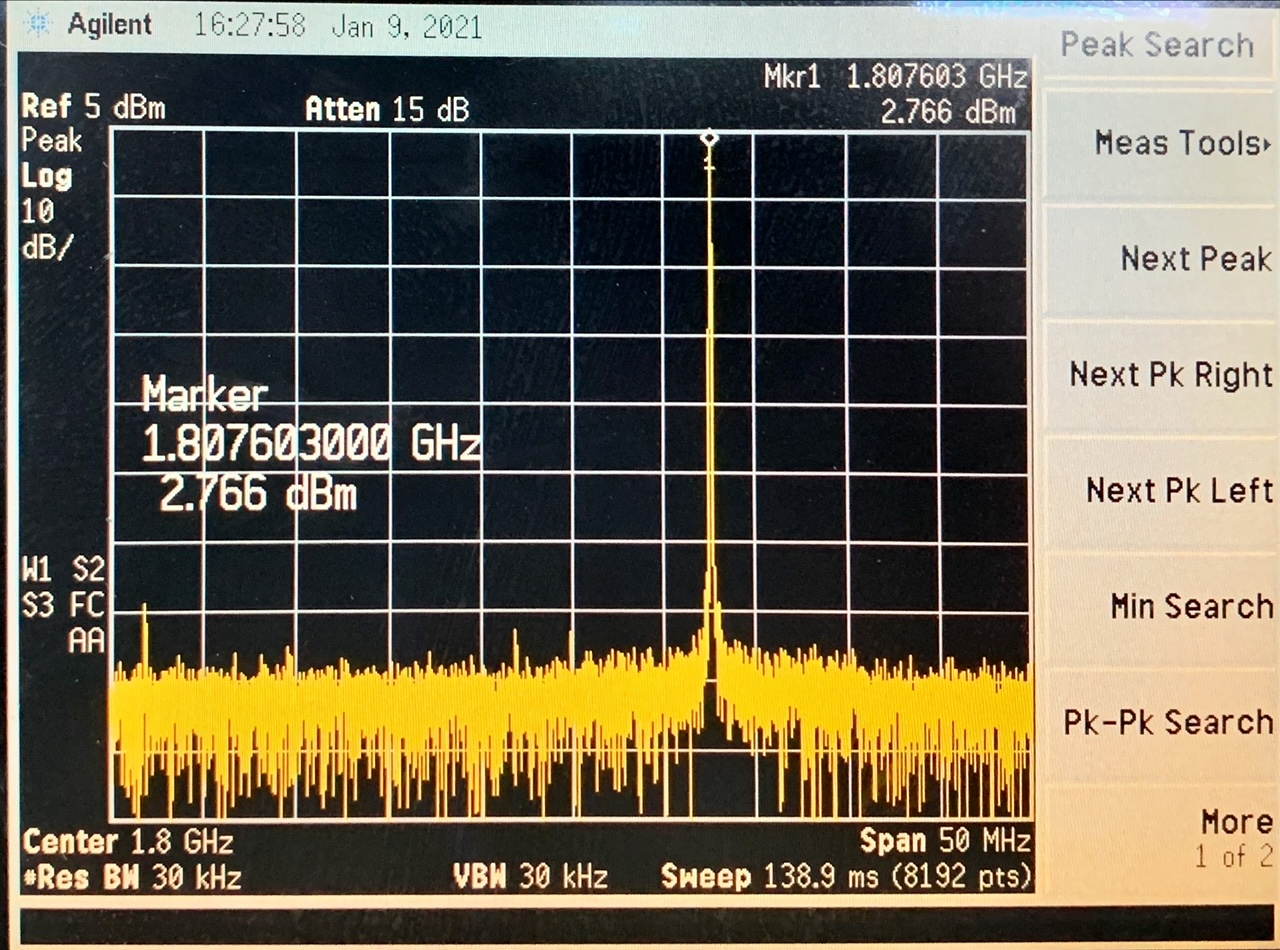 Agilent 16:27:58 Jan 9, 2021
Peak Search
Mkr1 1.807603 GHz
Ref 5 dBm Atten 15 dB 2.766 dBm
Peak
Log
10
dB/
1
Marker
1.807603000 GHz
2.766 dBm
W1 S2
S3 FC
AA
Center 1.8 GHz Span 50 MHz
#Res BW 30 kHz VBW 30 kHz Sweep 138.9 ms (8192 pts)
Meas Tools
Next Peak
Next Pk Right
Next Pk Left
Min Search
Pk-Pk Search
More
1 of 2